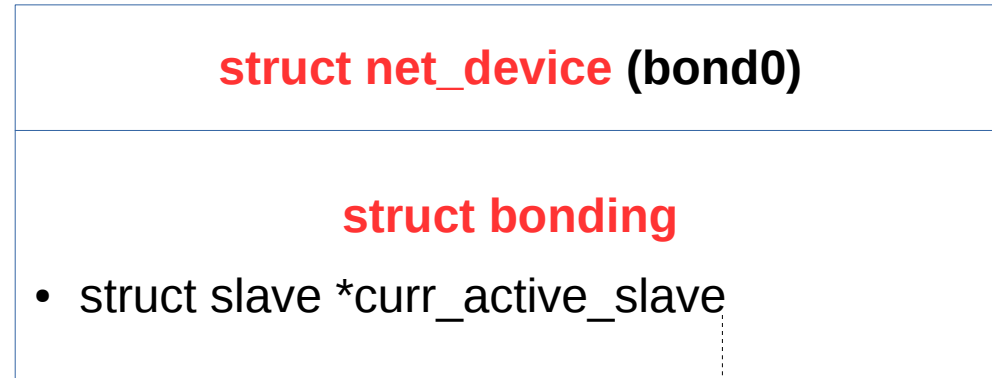 struct net_device (bond0)
struct bonding
• struct slave *curr_active_slave